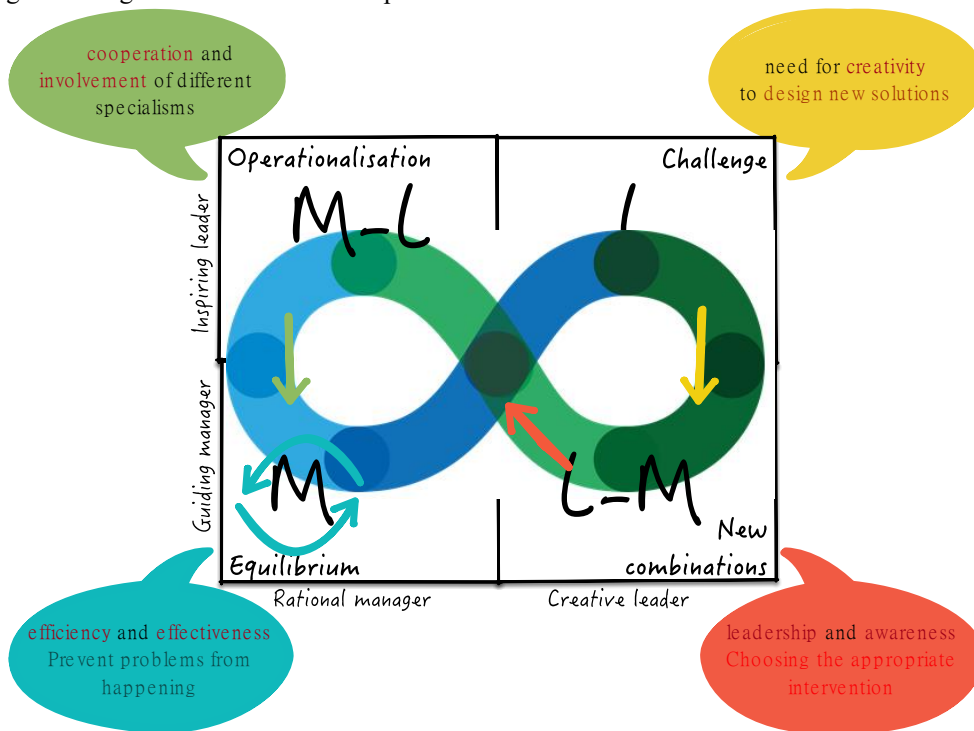 cooperation and
involvement of different
specialisms
need for creativity
to design new solutions
Operationalisation
Challenge
M-L
L
Inspiring leader
Guiding manager
M
L-M
New
combinations
Equilibrium
Rational manager
Creative leader
efficiency and effectiveness
Prevent problems from
happening
leadership and awareness
Choosing the appropriate
intervention